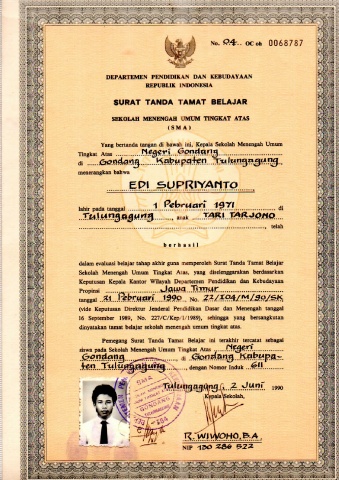 No. 04 OC oh 0068787
DEPARTEMEN PENDIDIKAN DAN KEBUDAYAAN
REPUBLIK INDONESIA
SURAT TANDA TAMAT BELAJAR
SEKOLAH MENENGAH UMUM TINGKAT ATAS
(SMA)
Yang bertanda tangan di bawah ini, Kepala Sekolah Menengah Umum
Tingkat Atas Negeri Gondang
di Gondang Kabupaten Tulungagung
menerangkan bahwa
EDI SUPRIYANTO
lahir pada tanggal 1 Pebruari 1971 di
Tulungagung anak TARI TARJONO
, telah
berhasil
dalam evaluasi belajar tahap akhir guna memperoleh Surat Tanda Tamat Belajar
Sekolah Menengah Umum Tingkat Atas, yang diselenggarakan berdasarkan
Keputusan Kepala Kantor Wilayah Departemen Pendidikan dan Kebudayaan
Propinsi Jawa Timur
tanggal 21 Pebruari 1990 No. 22/104/M/90/SK
(vide Keputusan Direktur Jenderal Pendidikan Dasar dan Menengah tanggal
16 September 1989, No. 227/C/Kep/I/1989), sehingga yang bersangkutan
dinyatakan tamat belajar sekolah menengah umum tingkat atas.
Pemegang Surat Tanda Tamat Belajar ini terakhir tercatat sebagai
siswa pada Sekolah Menengah Umum Tingkat Atas Negeri
Gondang di Gondang Kabupa-
ten Tulungagung dengan Nomor Induk 611
Tulungagung, 2 Juni 1990
Kepala Sekolah,
SMA
GONDANG
R. WIWOHO, B.A
NIP 130 286 522